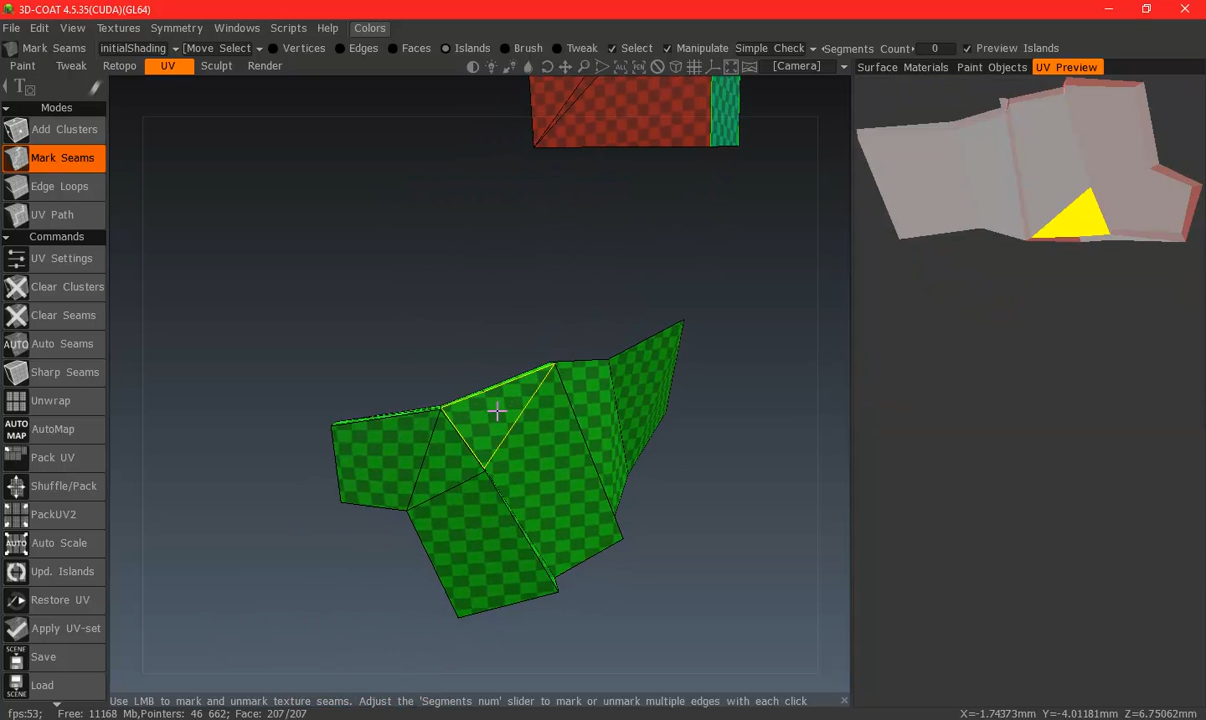 3D-COAT 4.5.35(CUDA)(GL64)
File Edit View Textures Symmetry Windows Scripts Help Colors
Mark Seams initialShading [Move Select Vertices Edges Faces Islands Brush Tweak Select Manipulate Simple Check Segments Count 0 Preview Islands
Paint Tweak Retopo UV Sculpt Render [Camera] Surface Materials Paint Objects UV Preview
Modes
Add Clusters
Mark Seams
Edge Loops
UV Path
Commands
UV Settings
Clear Clusters
Clear Seams
AUTO Auto Seams
Sharp Seams
Unwrap
AUTO MAP AutoMap
Pack UV
Shuffle/Pack
PackUV2
AUTO Auto Scale
Upd. Islands
Restore UV
Apply UV-set
SCENE Save
Load
SCENE
Use LMB to mark and unmark texture seams. Adjust the 'Segments num' slider to mark or unmark multiple edges with each click
fps:53; Free: 11168 Mb,Pointers: 46 662; Face: 207/207 X=-1.74373mm Y=-4.01181mm Z=6.75062mm